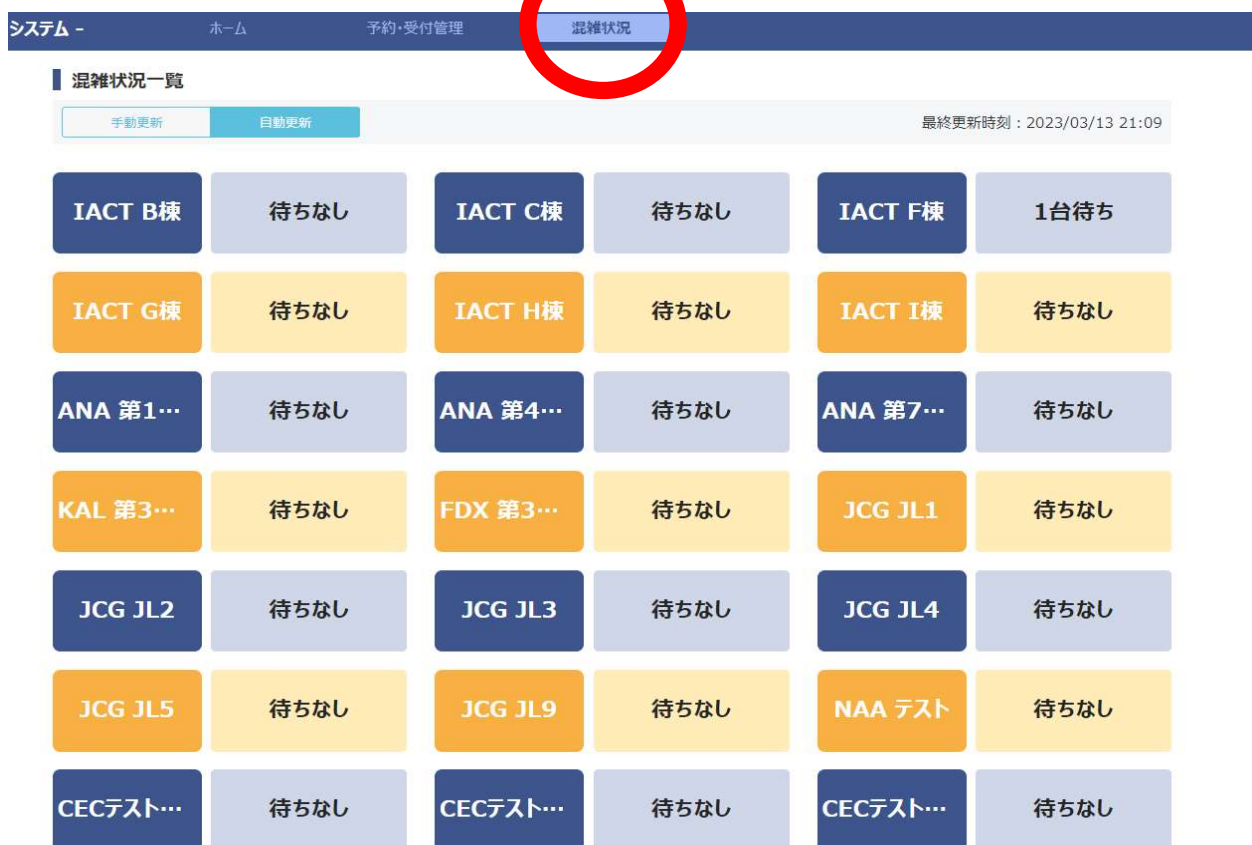 システム -　ホーム　予約・受付管理　混雑状況
混雑状況一覧
手動更新　自動更新　最終更新時刻：2023/03/13 21:09
IACT B棟　待ちなし　IACT C棟　待ちなし　IACT F棟　1台待ち
IACT G棟　待ちなし　IACT H棟　待ちなし　IACT I棟　待ちなし
ANA 第1…　待ちなし　ANA 第4…　待ちなし　ANA 第7…　待ちなし
KAL 第3…　待ちなし　FDX 第3…　待ちなし　JCG JL1　待ちなし
JCG JL2　待ちなし　JCG JL3　待ちなし　JCG JL4　待ちなし
JCG JL5　待ちなし　JCG JL9　待ちなし　NAA テスト　待ちなし
CECテスト…　待ちなし　CECテスト…　待ちなし　CECテスト…　待ちなし